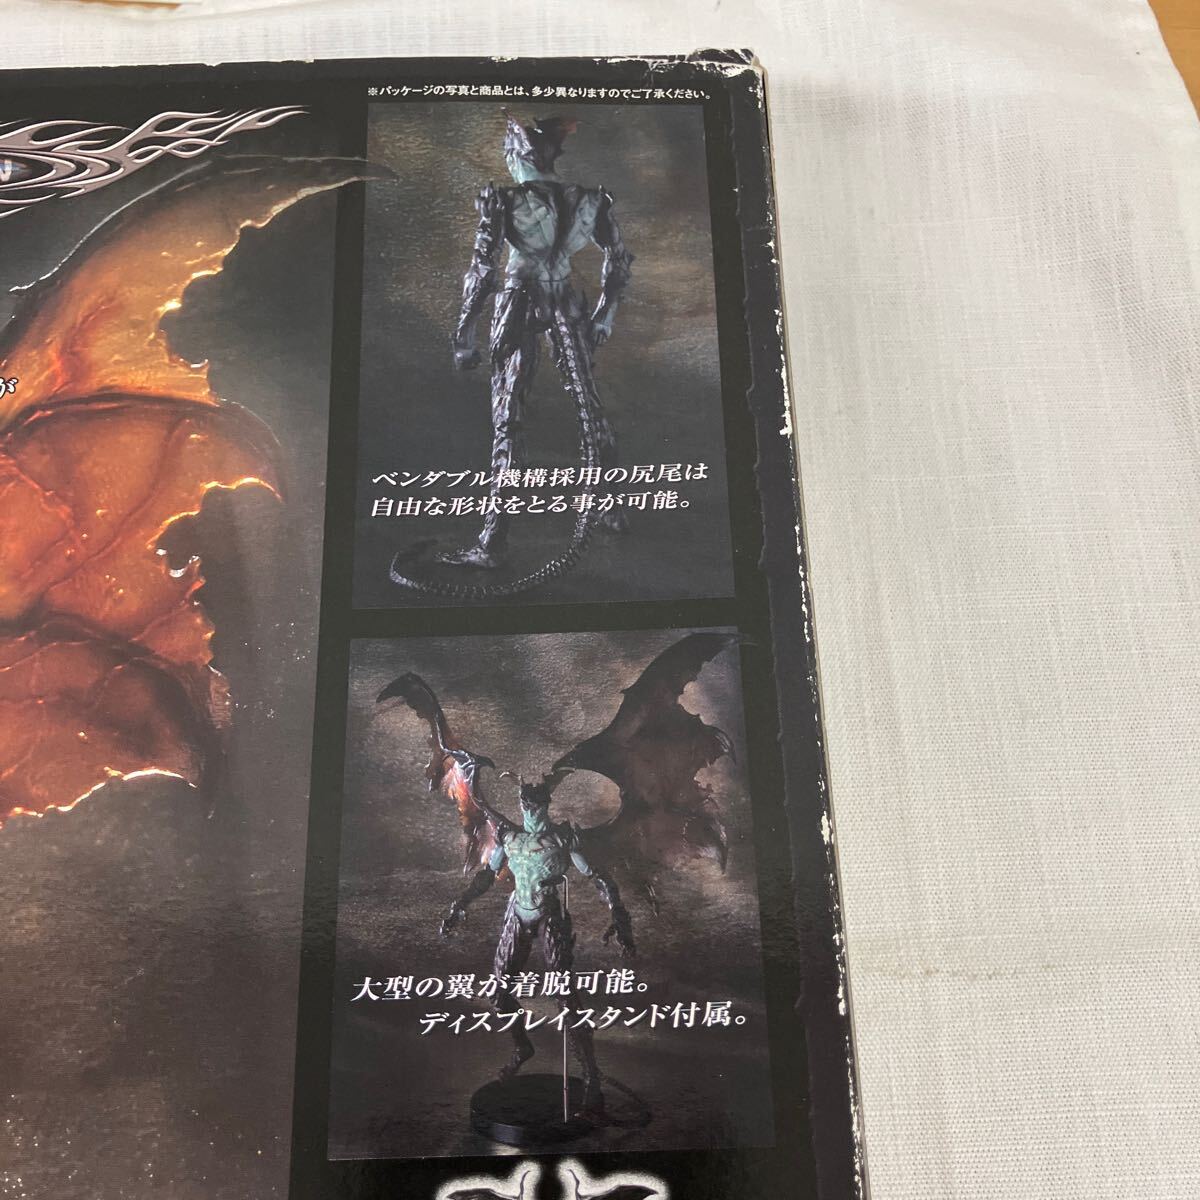 ※パッケージの写真と商品とは、多少異なりますのでご了承ください。
が
ベンダブル機構採用の尻尾は
自由な形状をとる事が可能。
大型の翼が着脱可能。
ディスプレイスタンド付属。